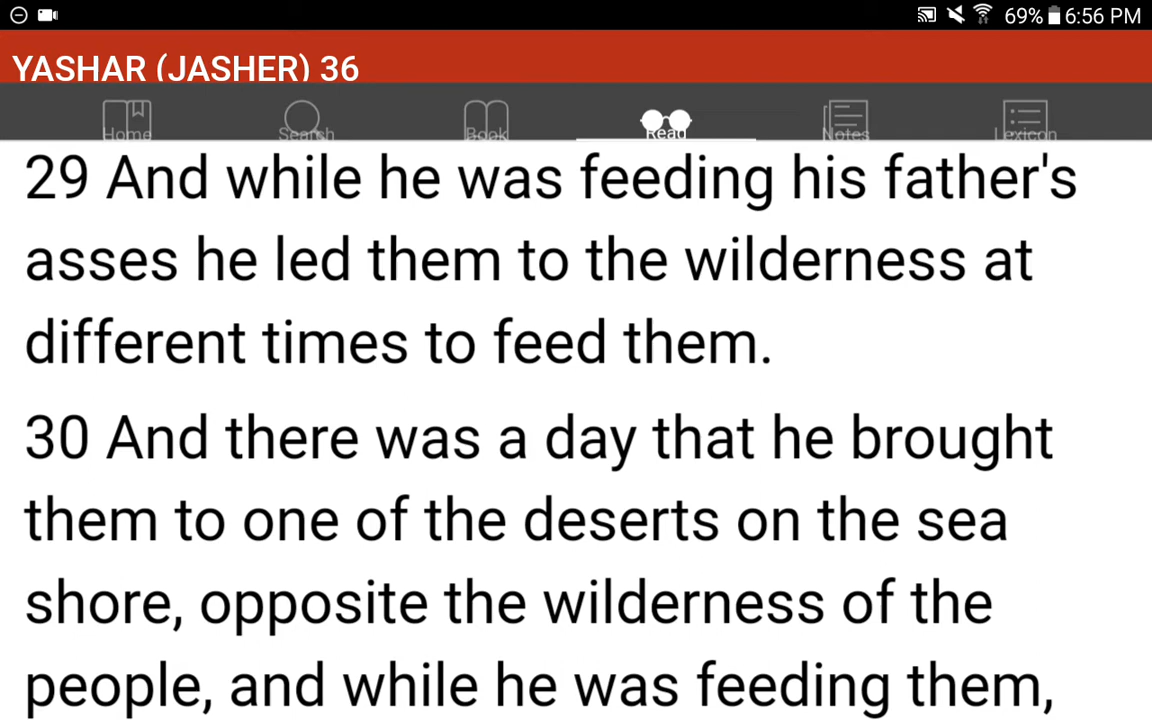 69% 6:56 PM
YASHAR (JASHER) 36
Home Search Book Read Notes Lexicon
29 And while he was feeding his father's
asses he led them to the wilderness at
different times to feed them.
30 And there was a day that he brought
them to one of the deserts on the sea
shore, opposite the wilderness of the
people, and while he was feeding them,